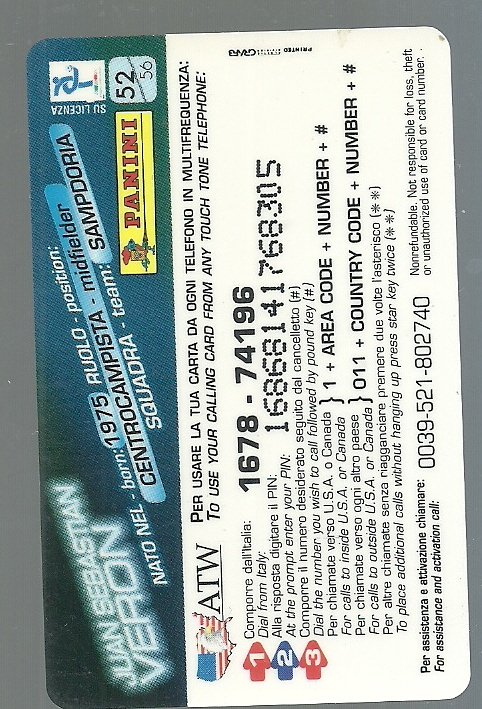 JUAN SEBASTIAN
VERON
NATO NEL - born: 1975 RUOLO - position:
CENTROCAMPISTA - midfielder
SQUADRA - team: SAMPDORIA
SU LICENZA
52
56
PANINI
ATW
PER USARE LA TUA CARTA DA OGNI TELEFONO IN MULTIFREQUENZA:
TO USE YOUR CALLING CARD FROM ANY TOUCH TONE TELEPHONE:
1 Comporre dall'Italia:
Dial from Italy:
1678 - 74196
2 Alla risposta digitare il PIN:
At the prompt enter your PIN:
16868141768305
3 Comporre il numero desiderato seguito dal cancelletto (#)
Dial the number you wish to call followed by pound key (#)
Per chiamate verso U.S.A. o Canada
For calls to inside U.S.A. or Canada
} 1 + AREA CODE + NUMBER + #
Per chiamate verso ogni altro paese
For calls to outside U.S.A. or Canada
} 011 + COUNTRY CODE + NUMBER + #
Per altre chiamate senza riagganciare premere due volte l'asterisco (✱✱)
To place additional calls without hanging up press star key twice (✱✱)
Per assistenza e attivazione chiamare:
For assistance and activation call:
0039-521-802740
Nonrefundable. Not responsible for loss, theft
or unauthorized use of card or card number.
PRINTED